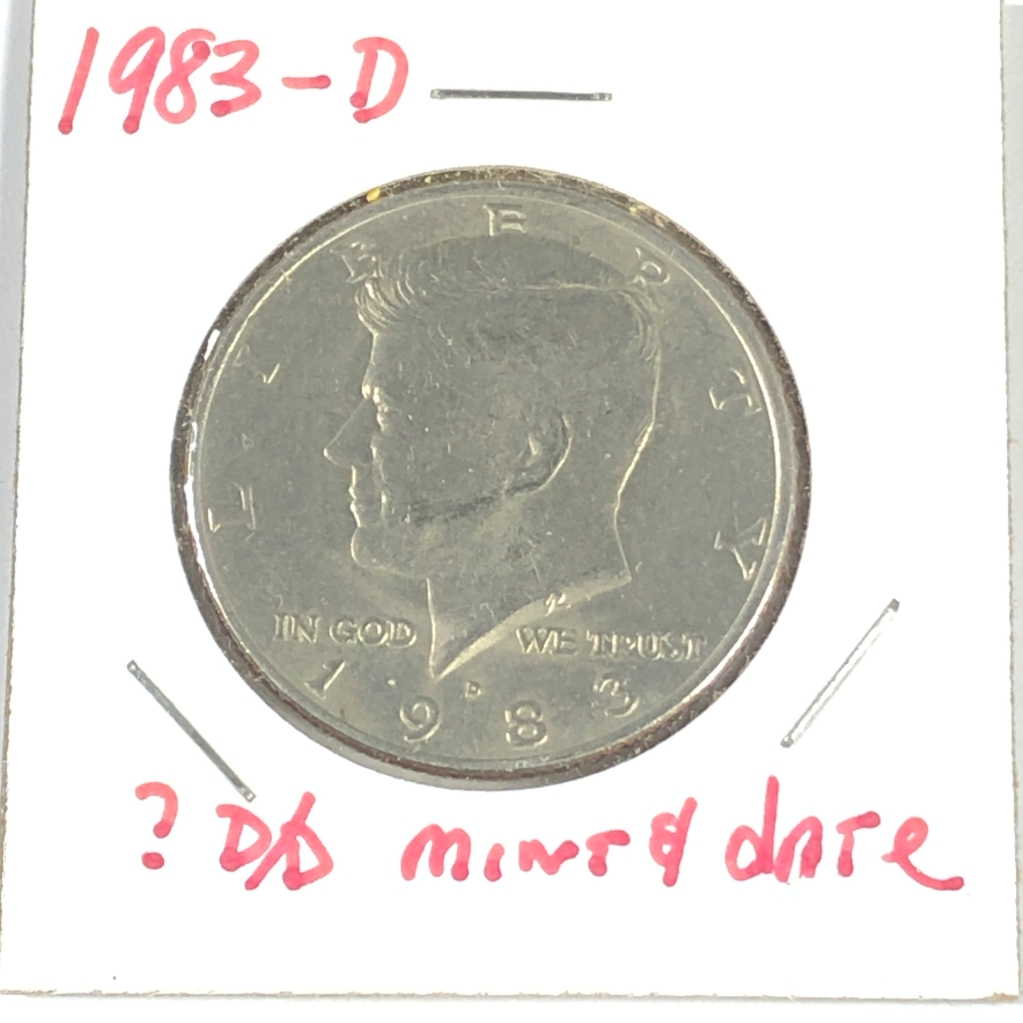 1983-D
LIBERTY
IN GOD WE TRUST
D
1983
? D/D mint & date